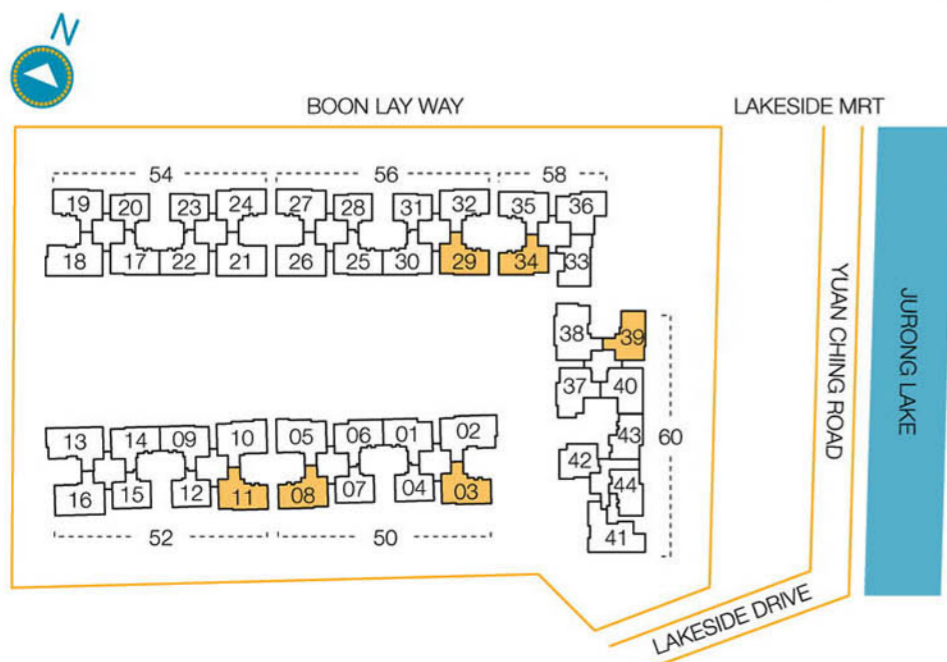 N
BOON LAY WAY
LAKESIDE MRT
54
56
58
19 20 23 24 27 28 31 32 35 36
18 17 22 21 26 25 30 29 34 33
38 39
37 40
60
43
42
44
41
13 14 09 10 05 06 01 02
16 15 12 11 08 07 04 03
52
50
YUAN CHING ROAD
JURONG LAKE
LAKESIDE DRIVE